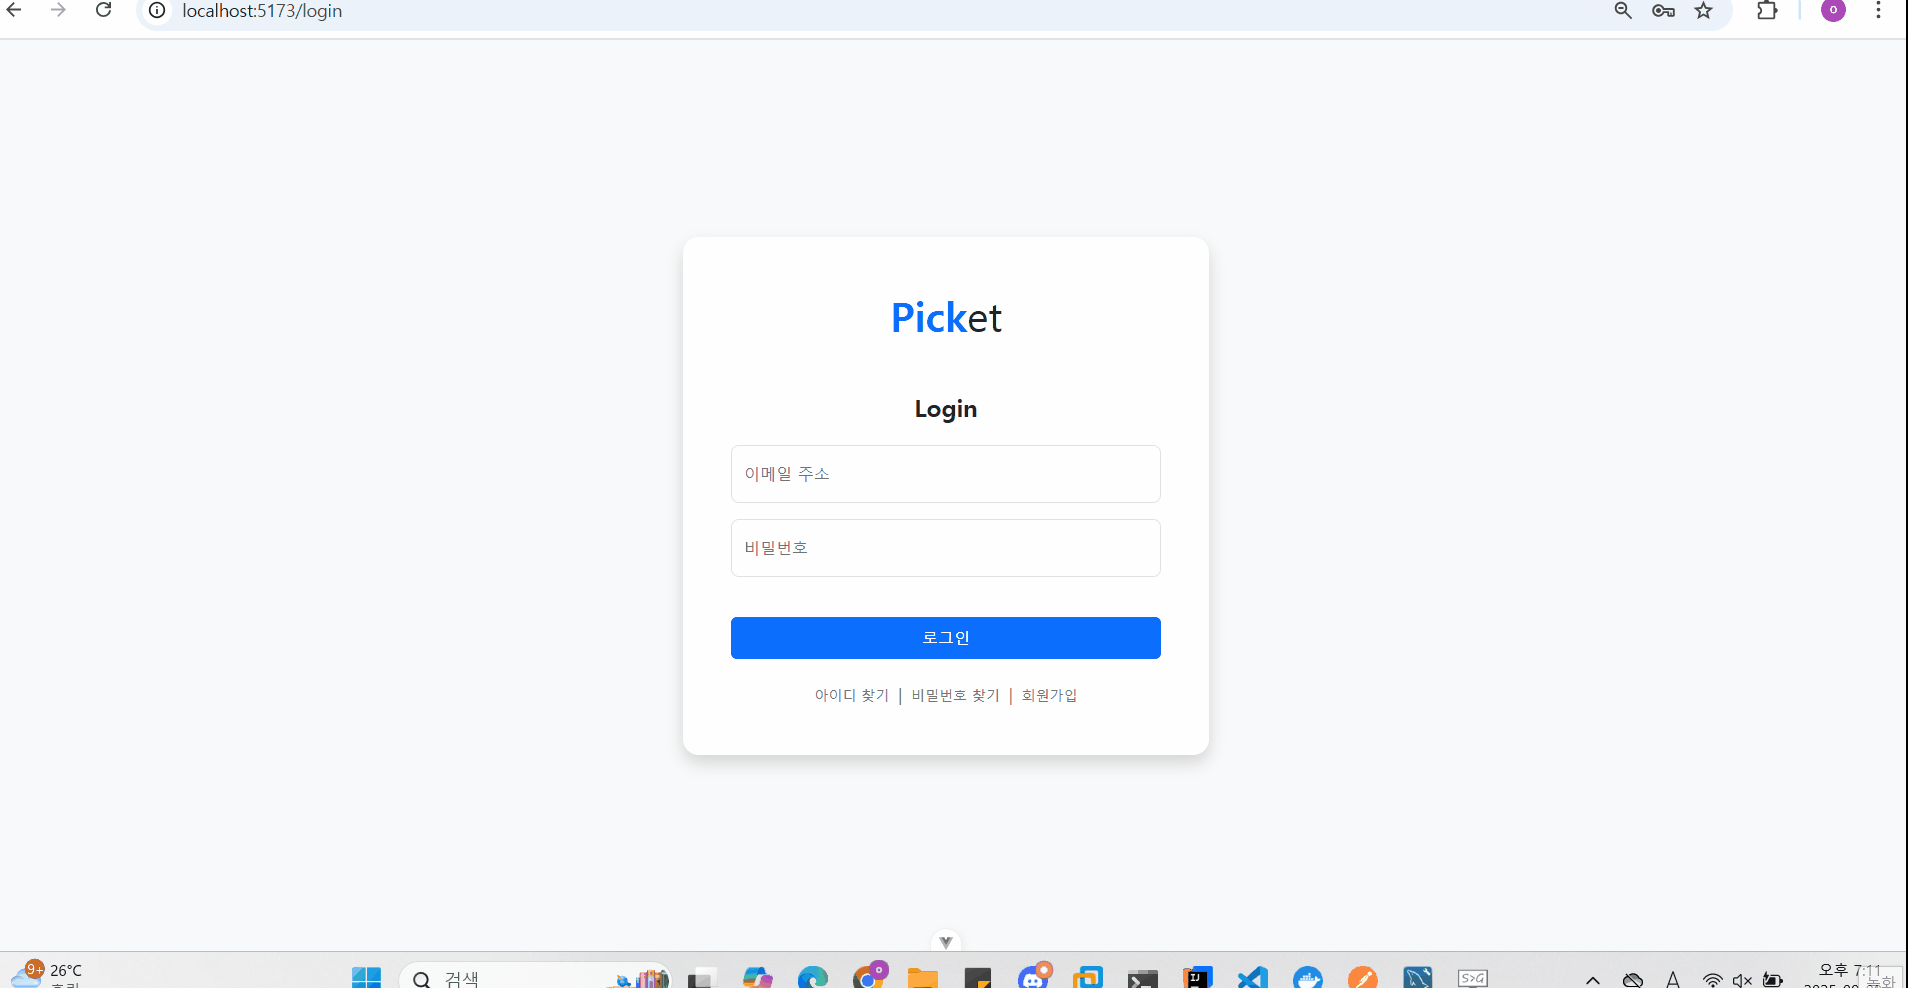 localhost:5173/login
Picket
Login
이메일 주소
비밀번호
로그인
아이디 찾기 | 비밀번호 찾기 | 회원가입
9+ 26°C
검색
오후 7:11